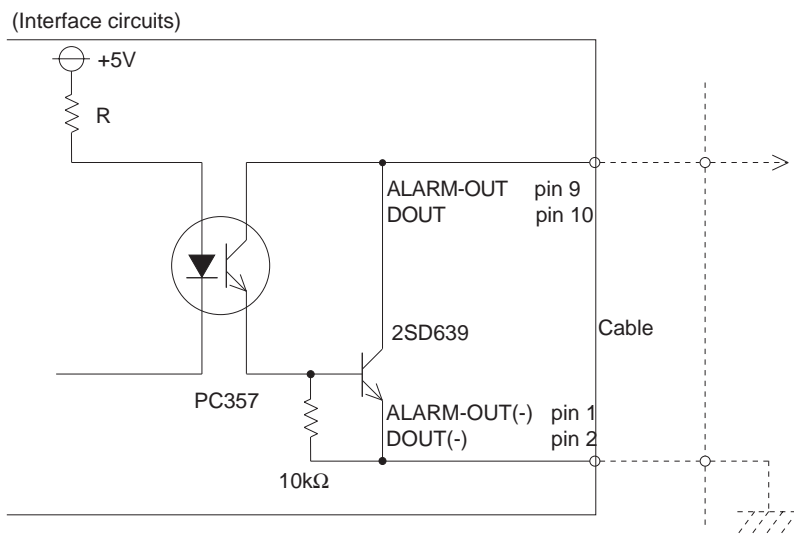 (Interface circuits)
+5V
R
ALARM-OUT pin 9
DOUT pin 10
2SD639
Cable
PC357
ALARM-OUT(-) pin 1
DOUT(-) pin 2
10kΩ